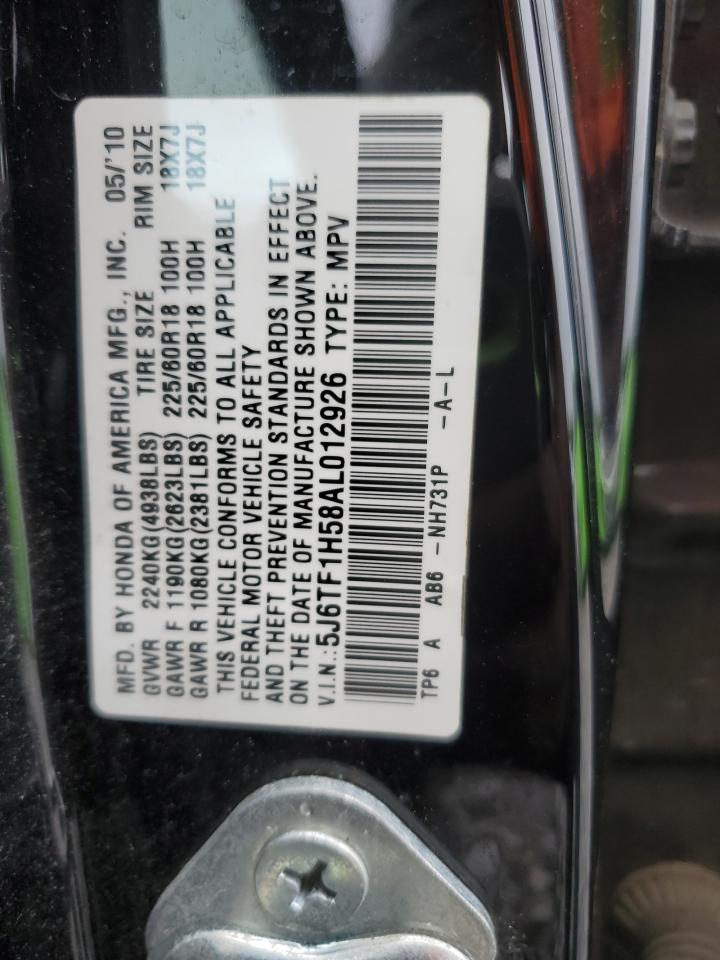 MFD. BY HONDA OF AMERICA MFG., INC. 05/'10
GVWR 2240KG(4938LBS) TIRE SIZE RIM SIZE
GAWR F 1190KG(2623LBS) 225/60R18 100H 18X7J
GAWR R 1080KG(2381LBS) 225/60R18 100H 18X7J
THIS VEHICLE CONFORMS TO ALL APPLICABLE
FEDERAL MOTOR VEHICLE SAFETY
AND THEFT PREVENTION STANDARDS IN EFFECT
ON THE DATE OF MANUFACTURE SHOWN ABOVE.
V.I.N.:5J6TF1H58AL012926 TYPE: MPV
TP6 A AB6 -NH731P -A-L